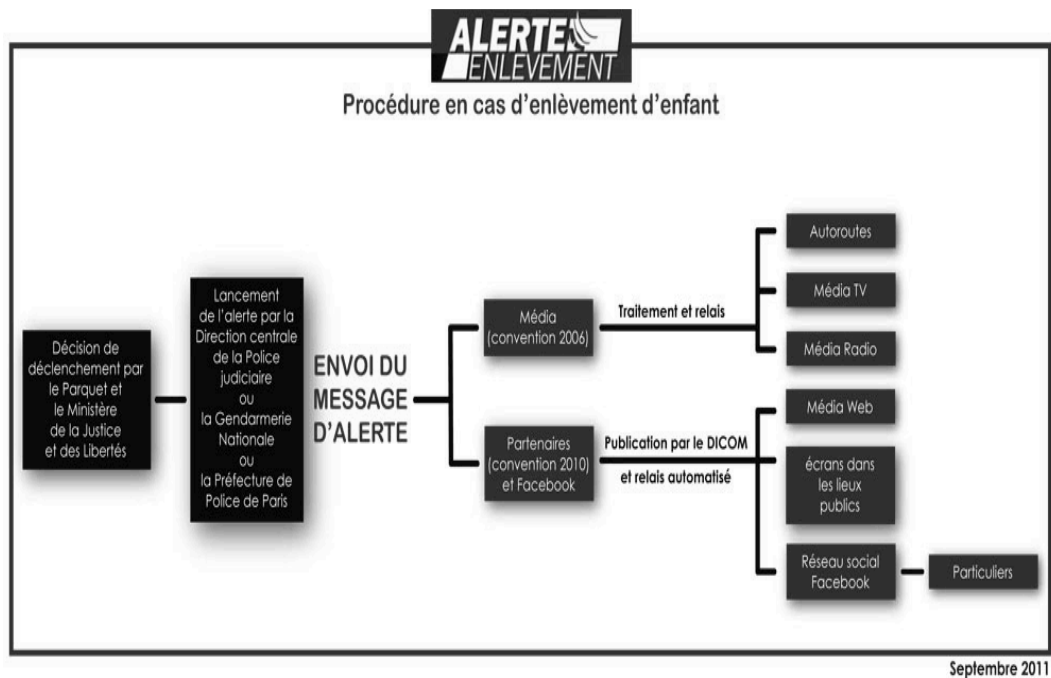 ALERTE
ENLÈVEMENT
Procédure en cas d'enlèvement d'enfant
Décision de
déclenchement par
le Parquet et
le Ministère
de la Justice
et des Libertés
Lancement
de l'alerte par la
Direction centrale
de la Police
judiciaire
ou
la Gendarmerie
Nationale
ou
la Préfecture de
Police de Paris
ENVOI DU
MESSAGE
D'ALERTE
Média
(convention 2006)
Traitement et relais
Autoroutes
Média TV
Média Radio
Partenaires
(convention 2010)
et Facebook
Publication par le DICOM
et relais automatisé
Média Web
écrans dans
les lieux
publics
Réseau social
Facebook
Particuliers
Septembre 2011